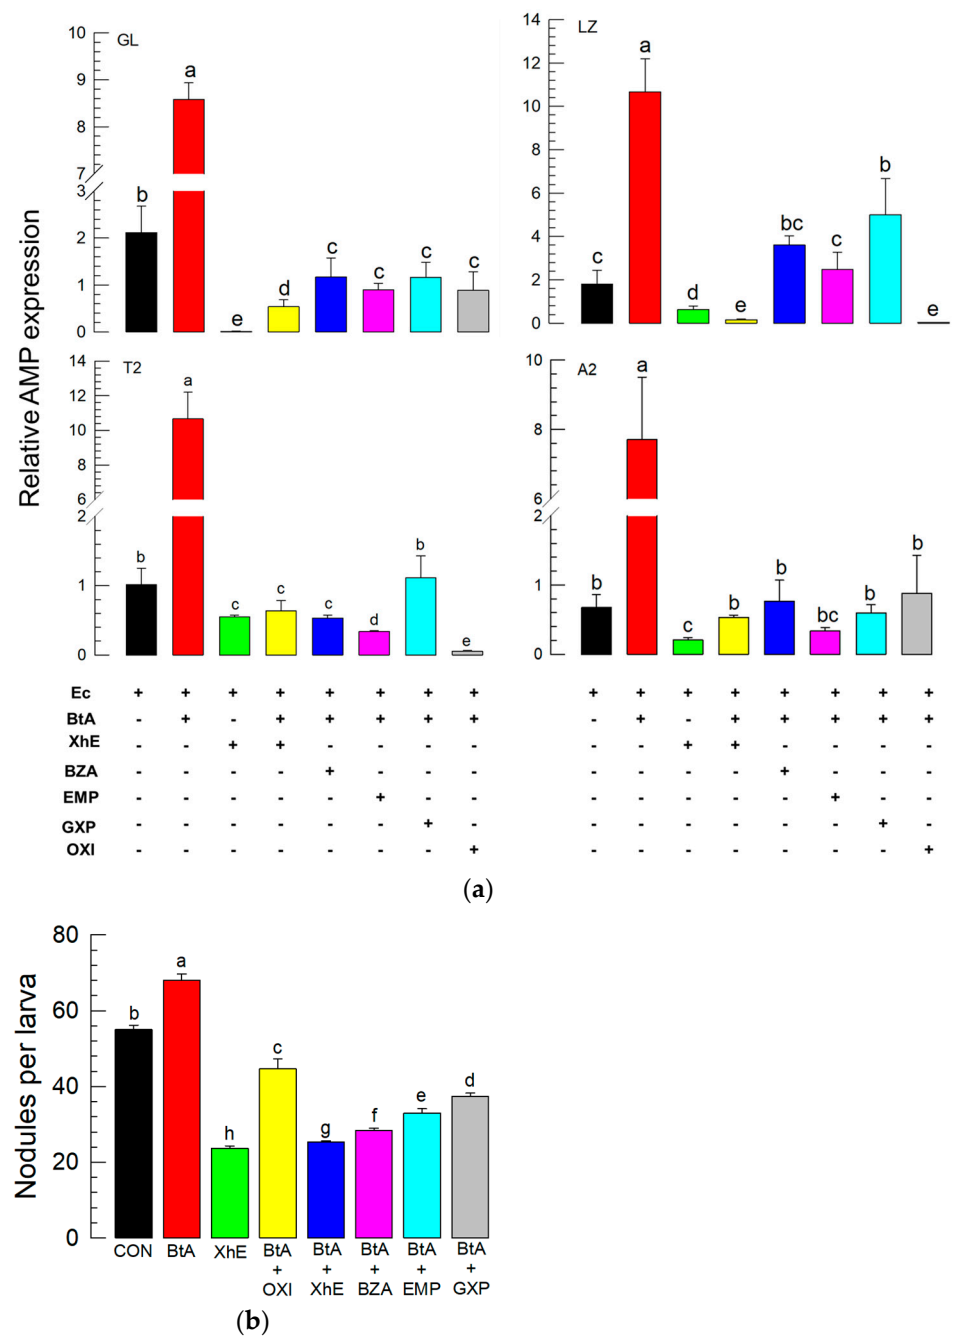 GL
10
9
8
7
3
2
1
0
b
a
e
d
c
c
c
c
LZ
14
12
10
8
6
4
2
0
c
a
d
e
bc
c
b
e
Relative AMP expression
T2
14
12
10
8
6
2
1
0
b
a
c
c
c
d
b
e
A2
10
8
6
2
1
0
b
a
c
b
b
bc
b
b
Ec + + + + + + + + + + + + + + + +
BtA - + - + + + + + - + - + + + + +
XhE - - + + - - - - - - + + - - - -
BZA - - - - + - - - - - - - + - - -
EMP - - - - - + - - - - - - - + - -
GXP - - - - - - + - - - - - - - + -
OXI - - - - - - - + - - - - - - - +
(a)
Nodules per larva
80
60
40
20
0
b
a
h
c
g
f
e
d
CON BtA XhE BtA BtA BtA BtA BtA
+ + + + +
OXI XhE BZA EMP GXP
(b)